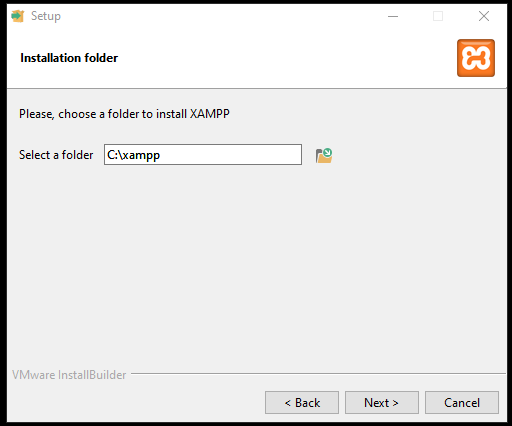 Setup
Installation folder
Please, choose a folder to install XAMPP
Select a folder C:\xampp
VMware InstallBuilder
< Back Next > Cancel